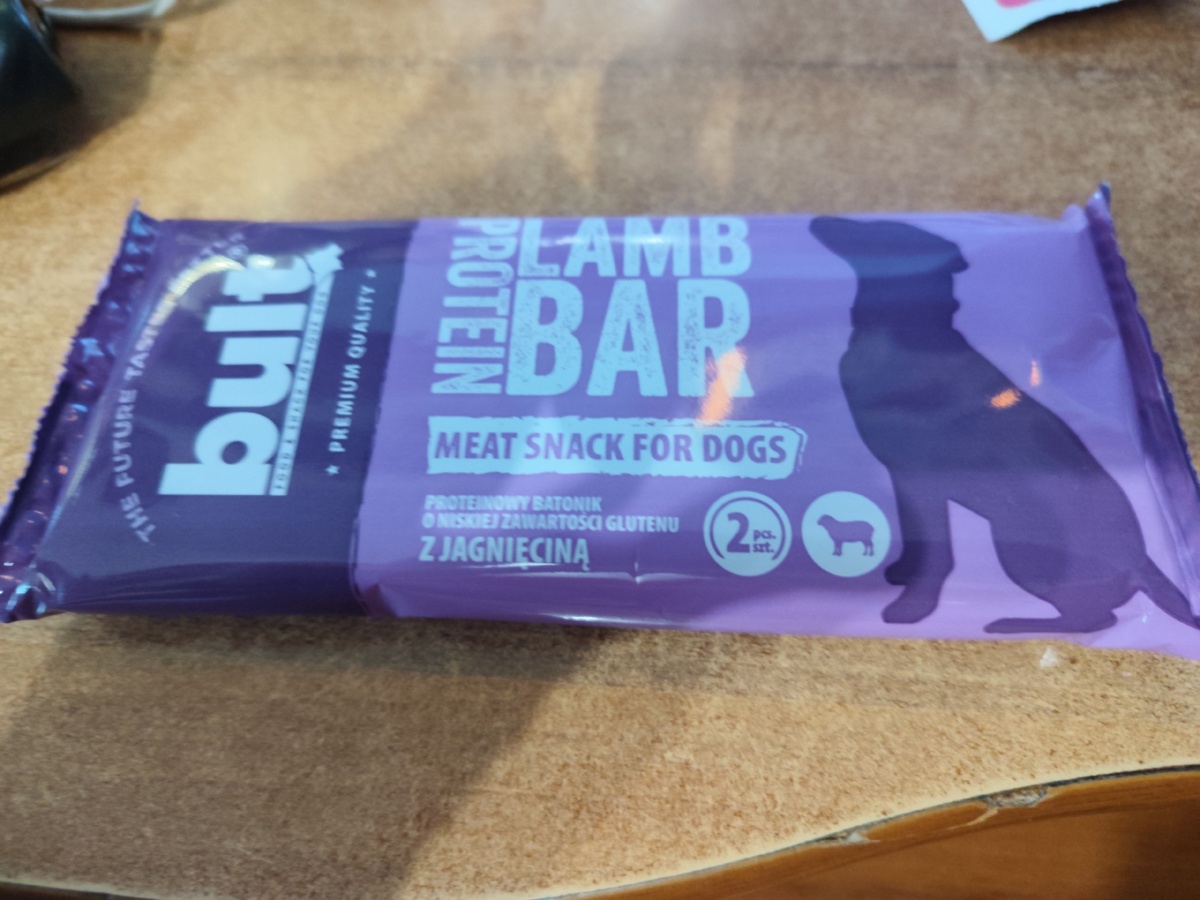 THE FUTURE TASTE
bult
★ PREMIUM QUALITY ★
PROTEIN
LAMB
BAR
MEAT SNACK FOR DOGS
PROTEINOWY BATONIK
O NISKIEJ ZAWARTOŚCI GLUTENU
Z JAGNIĘCINĄ
2 pcs.
szt.